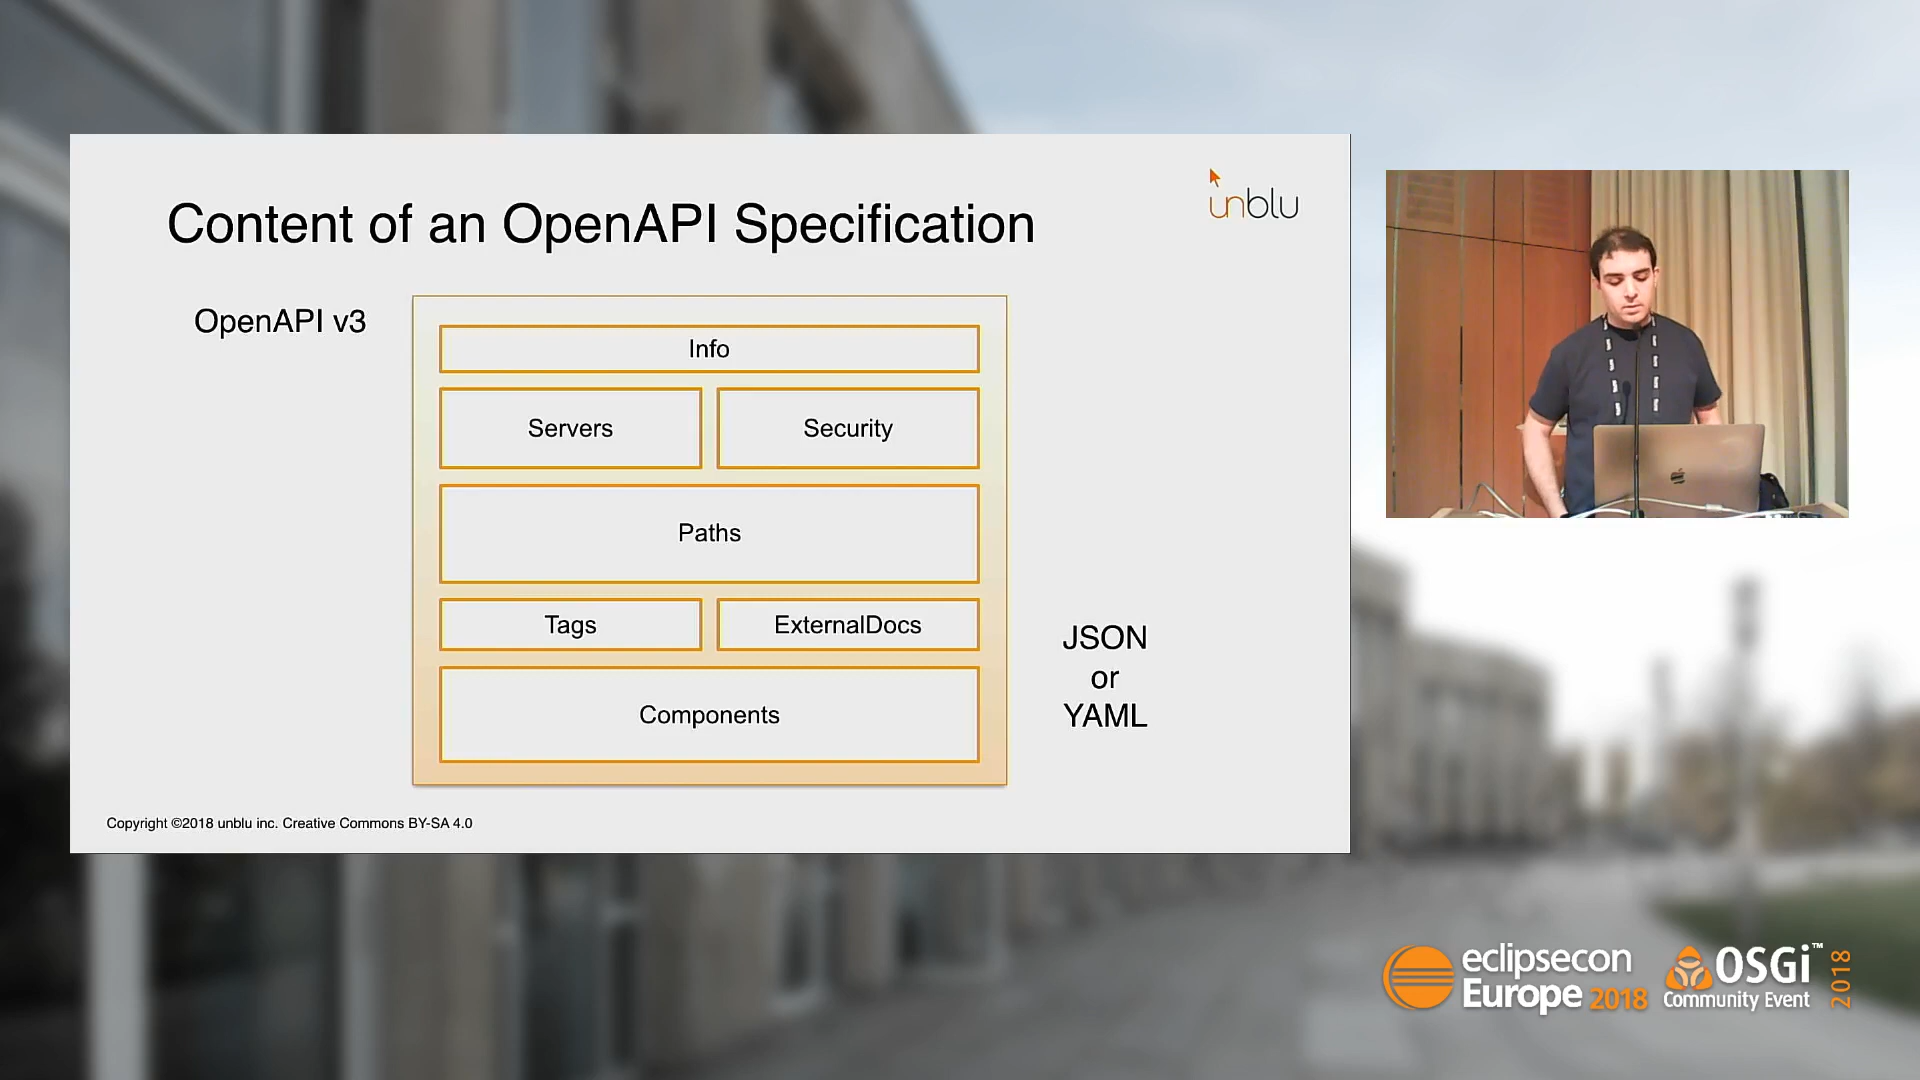 unblu
Content of an OpenAPI Specification
OpenAPI v3
Info
Servers
Security
Paths
Tags
ExternalDocs
Components
JSON
or
YAML
Copyright ©2018 unblu inc. Creative Commons BY-SA 4.0
eclipsecon
Europe 2018
OSGi™
Community Event
2018